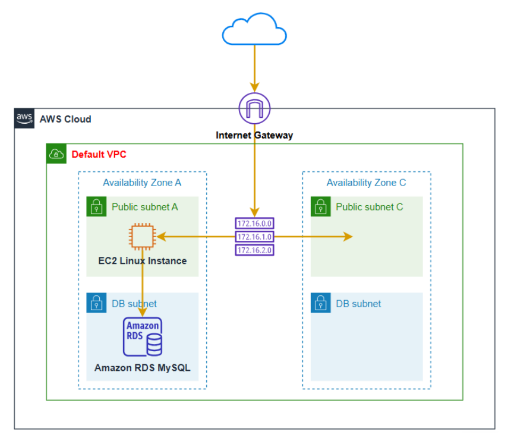 aws
AWS Cloud
Internet Gateway
Default VPC
Availability Zone A
Availability Zone C
Public subnet A
Public subnet C
172.16.0.0
172.16.1.0
172.16.2.0
EC2 Linux Instance
DB subnet
DB subnet
Amazon
RDS
Amazon RDS MySQL